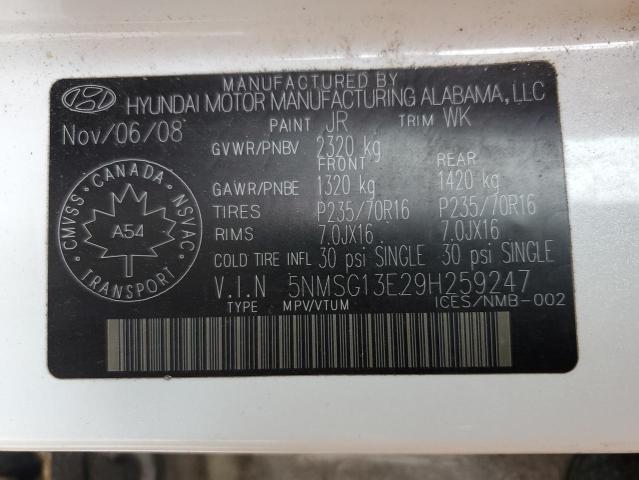 MANUFACTURED BY
HYUNDAI MOTOR MANUFACTURING ALABAMA, LLC
Nov/06/08 PAINT JR TRIM WK
GVWR/PNBV 2320 kg
FRONT REAR
GAWR/PNBE 1320 kg 1420 kg
TIRES P235/70R16 P235/70R16
RIMS 7.0JX16 7.0JX16
COLD TIRE INFL 30 psi SINGLE 30 psi SINGLE
V.I.N 5NMSG13E29H259247
TYPE MPV/VTUM ICES/NMB-002
CMVSS CANADA NSVAC
A54
TRANSPORT